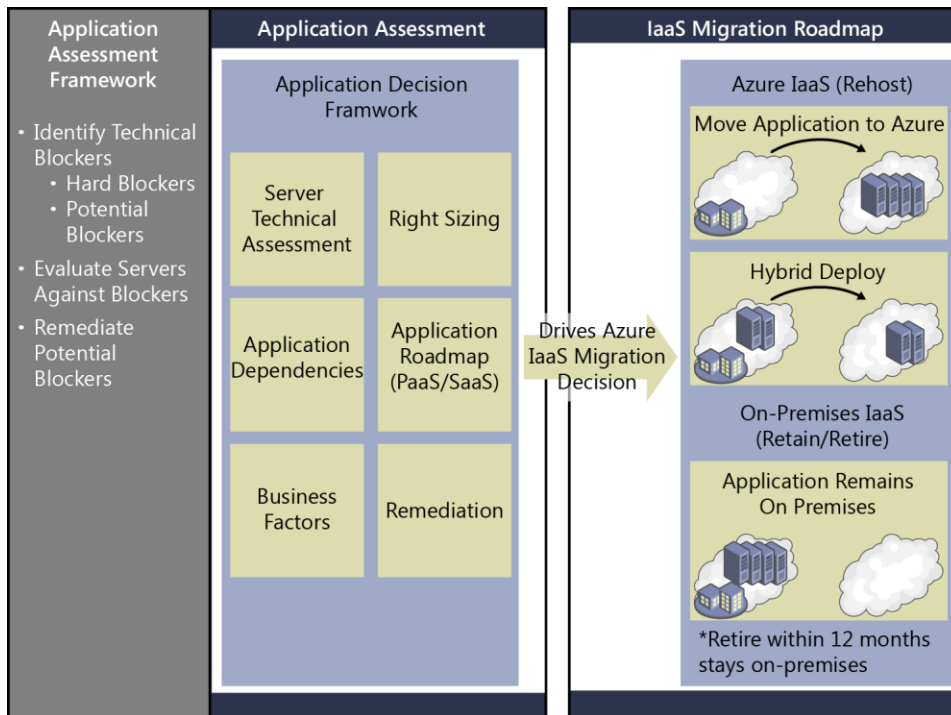 Application
Assessment
Framework
• Identify Technical
Blockers
• Hard Blockers
• Potential
Blockers
• Evaluate Servers
Against Blockers
• Remediate
Potential
Blockers
Application Assessment
Application Decision
Framwork
Server
Technical
Assessment
Right Sizing
Application
Dependencies
Application
Roadmap
(PaaS/SaaS)
Business
Factors
Remediation
Drives Azure
IaaS Migration
Decision
IaaS Migration Roadmap
Azure IaaS (Rehost)
Move Application to Azure
Hybrid Deploy
On-Premises IaaS
(Retain/Retire)
Application Remains
On Premises
*Retire within 12 months
stays on-premises